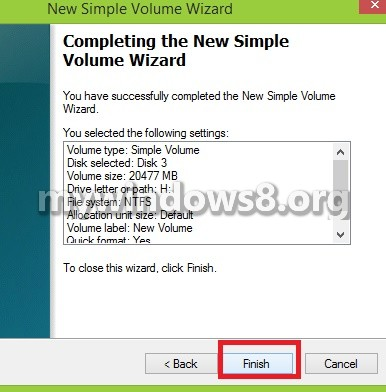 New Simple Volume Wizard
Completing the New Simple
Volume Wizard
You have successfully completed the New Simple Volume
Wizard.
You selected the following settings:
Volume type: Simple Volume
Disk selected: Disk 3
Volume size: 20477 MB
Drive letter or path: H:
File system: NTFS
Allocation unit size: Default
Volume label: New Volume
Quick format: Yes
mywindows8.org
To close this wizard, click Finish.
< Back
Finish
Cancel